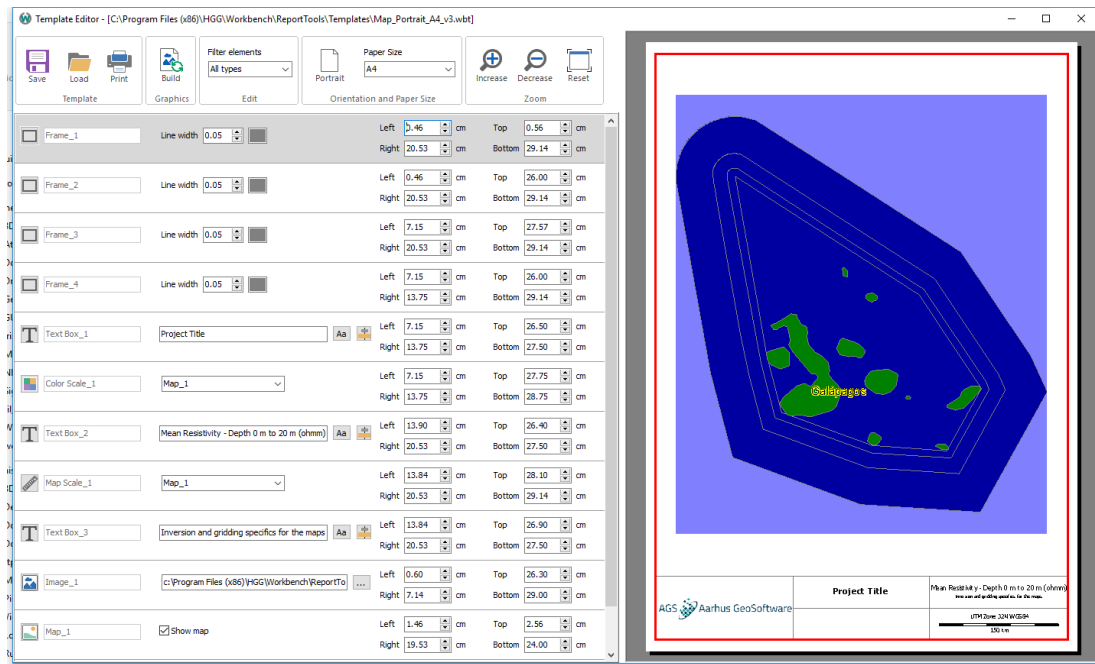 Template Editor - [C:\Program Files (x86)\HGG\Workbench\ReportTools\Templates\Map_Portrait_A4_v3.wbt]
Save Load Print
Template
Build
Graphics
Filter elements
All types
Edit
Portrait
Paper Size
A4
Orientation and Paper Size
Increase Decrease Reset
Zoom
Frame_1 Line width 0.05 Left 0.46 cm Top 0.56 cm
Right 20.53 cm Bottom 29.14 cm
Frame_2 Line width 0.05 Left 0.46 cm Top 26.00 cm
Right 20.53 cm Bottom 29.14 cm
Frame_3 Line width 0.05 Left 7.15 cm Top 27.57 cm
Right 20.53 cm Bottom 29.14 cm
Frame_4 Line width 0.05 Left 7.15 cm Top 26.00 cm
Right 13.75 cm Bottom 29.14 cm
Text Box_1 Project Title Aa Left 7.15 cm Top 26.50 cm
Right 13.75 cm Bottom 27.50 cm
Color Scale_1 Map_1 Left 7.15 cm Top 27.75 cm
Right 13.75 cm Bottom 28.75 cm
Text Box_2 Mean Resistivity - Depth 0 m to 20 m (ohmm) Aa Left 13.90 cm Top 26.40 cm
Right 20.53 cm Bottom 27.50 cm
Map Scale_1 Map_1 Left 13.84 cm Top 28.10 cm
Right 20.53 cm Bottom 29.14 cm
Text Box_3 Inversion and gridding specifics for the maps Aa Left 13.84 cm Top 26.90 cm
Right 20.53 cm Bottom 27.50 cm
Image_1 c:\Program Files (x86)\HGG\Workbench\ReportTo ... Left 0.60 cm Top 26.30 cm
Right 7.14 cm Bottom 29.00 cm
Map_1 Show map Left 1.46 cm Top 2.56 cm
Right 19.53 cm Bottom 24.00 cm
Galápagos
AGS Aarhus GeoSoftware
Project Title
Mean Resistivity - Depth 0 m to 20 m (ohmm)
Inversion and gridding specifics for the maps
UTM Zone 32N WGS84
150 km